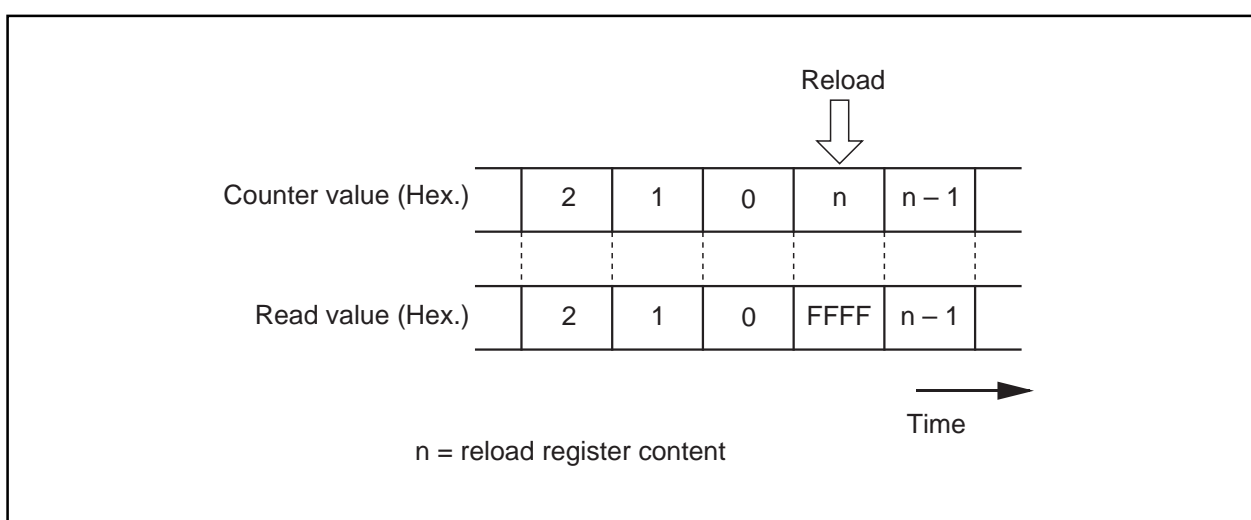 Reload
Counter value (Hex.) 2 1 0 n n – 1
Read value (Hex.) 2 1 0 FFFF n – 1
Time
n = reload register content